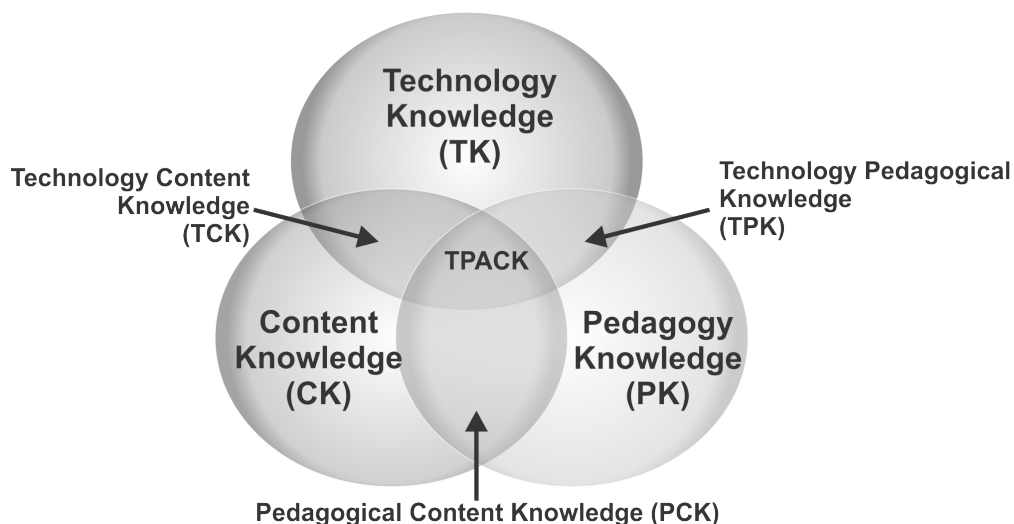 Technology
Knowledge
(TK)
Technology Content
Knowledge
(TCK)
Technology Pedagogical
Knowledge
(TPK)
TPACK
Content
Knowledge
(CK)
Pedagogy
Knowledge
(PK)
Pedagogical Content Knowledge (PCK)